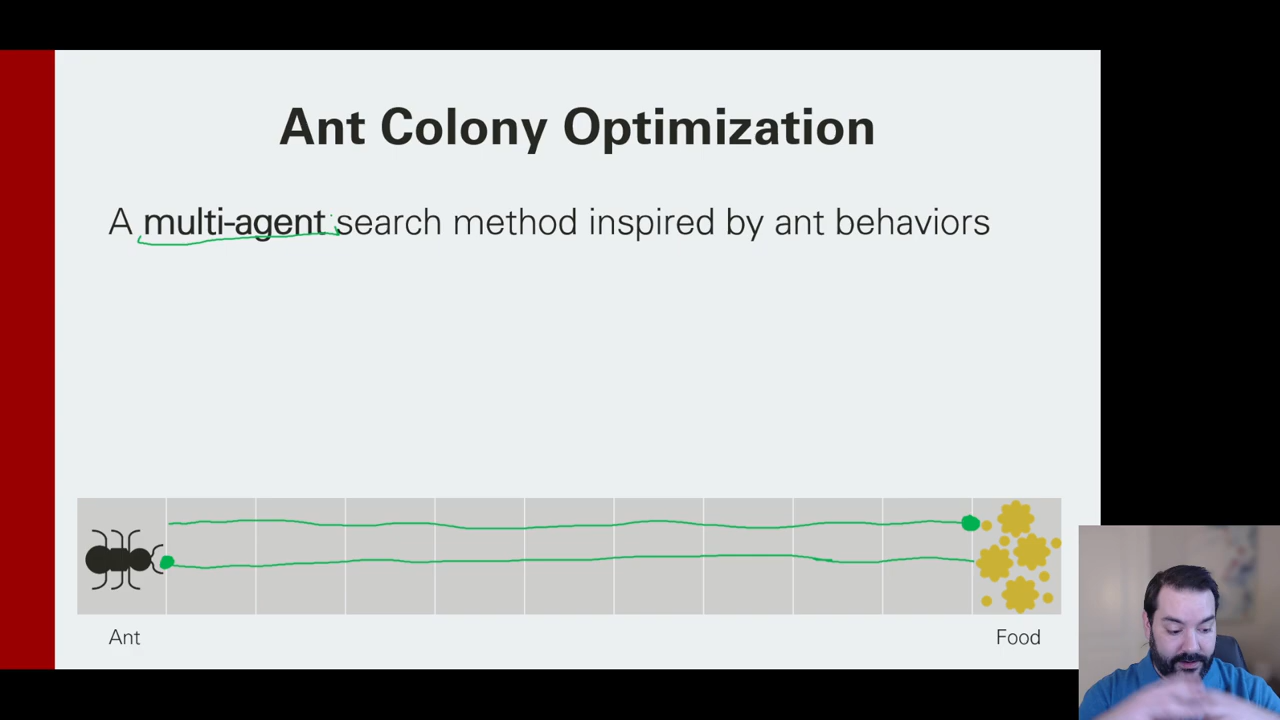 Ant Colony Optimization
A multi-agent search method inspired by ant behaviors
Ant
Food